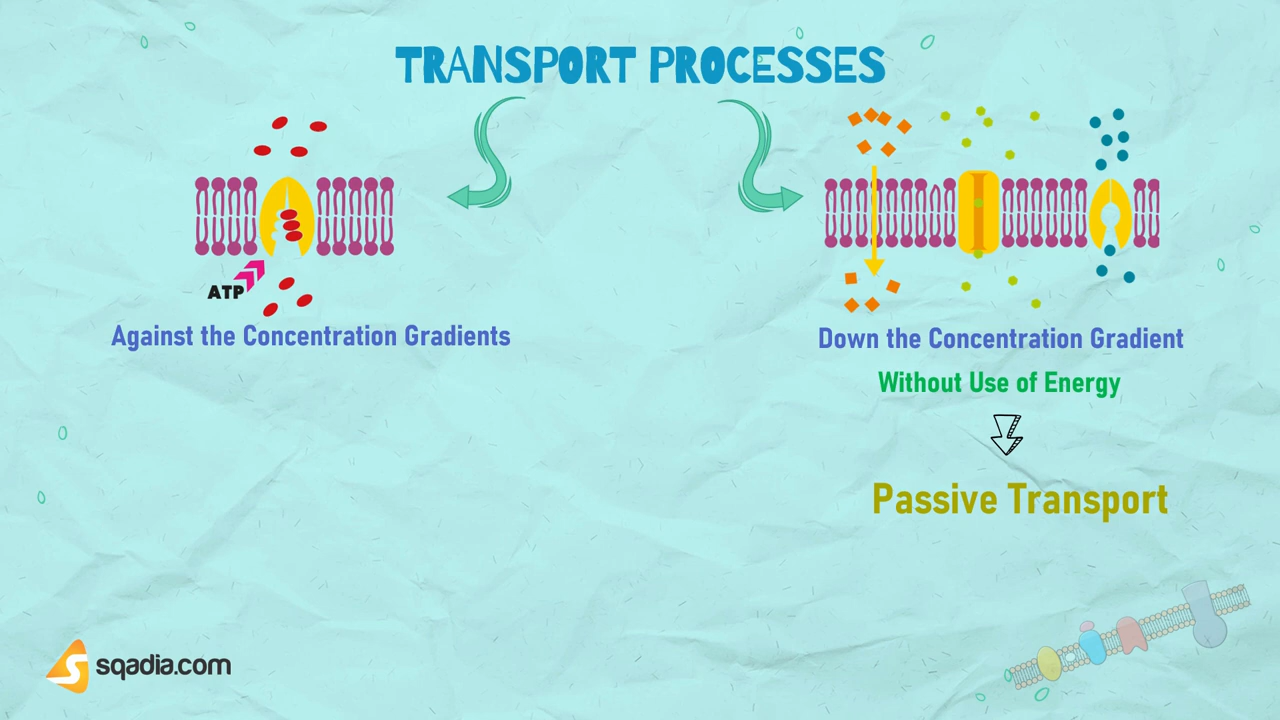 TRANSPORT PROCESSES
ATP
Against the Concentration Gradients
Down the Concentration Gradient
Without Use of Energy
Passive Transport
sqadia.com